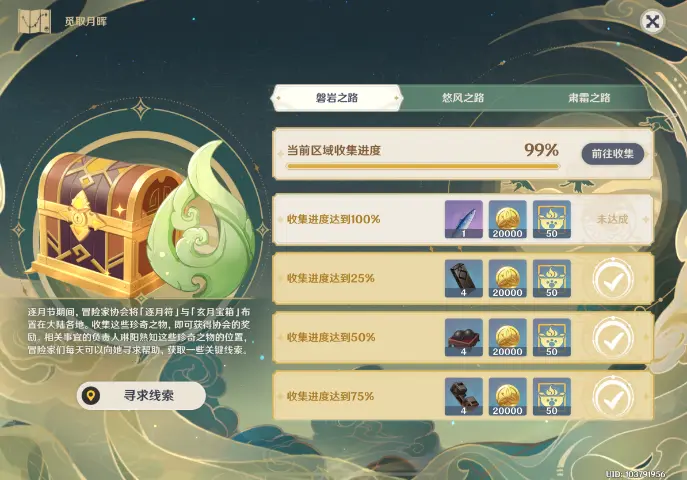 觅取月晖
磐岩之路
悠风之路
肃霜之路
当前区域收集进度
99%
前往收集
收集进度达到100%
1
20000
50
未达成
收集进度达到25%
4
20000
50
收集进度达到50%
4
20000
50
收集进度达到75%
4
20000
50
逐月节期间，冒险家协会将「逐月符」与「玄月宝箱」布
置在大陆各地。收集这些珍奇之物，即可获得协会的奖
励。相关事宜的负责人琳阳熟知这些珍奇之物的位置，
冒险家们每天可以向她寻求帮助，获取一些关键线索。
寻求线索
UID: 103791956